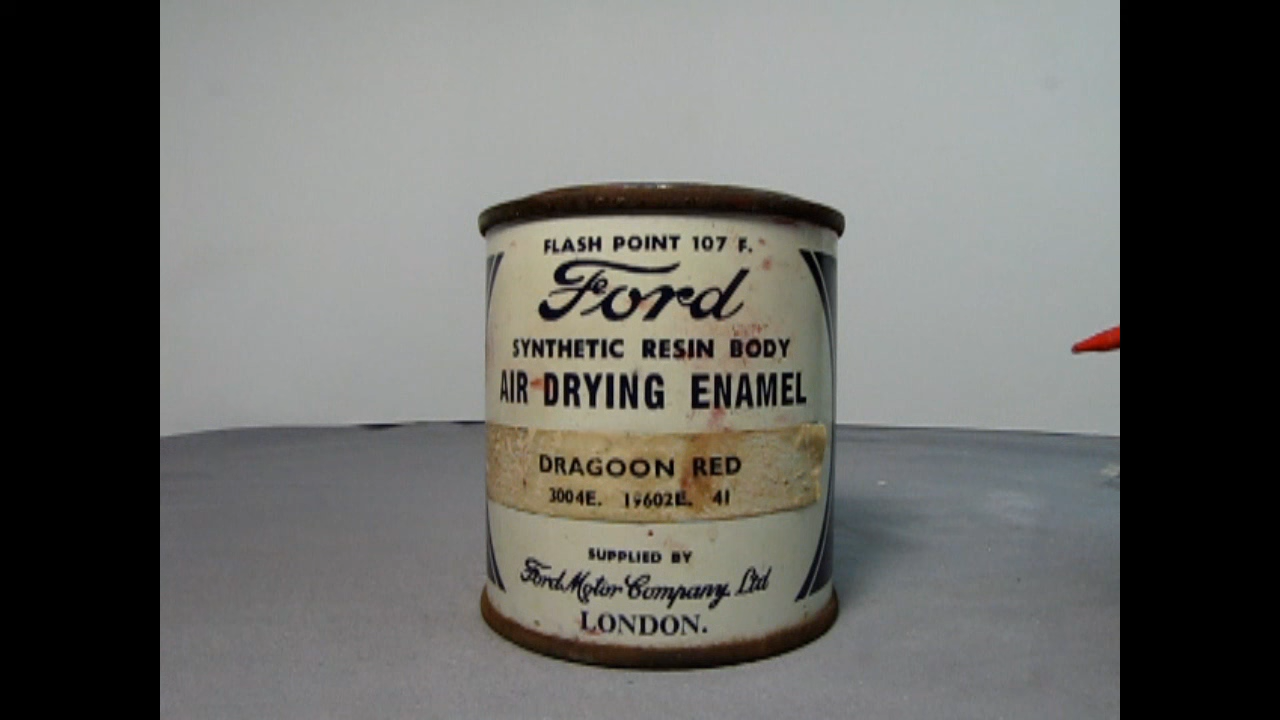 FLASH POINT 107 F.
Ford
SYNTHETIC RESIN BODY
AIR DRYING ENAMEL
DRAGOON RED
3004E. 19602E. 41
SUPPLIED BY
Ford Motor Company Ltd
LONDON.